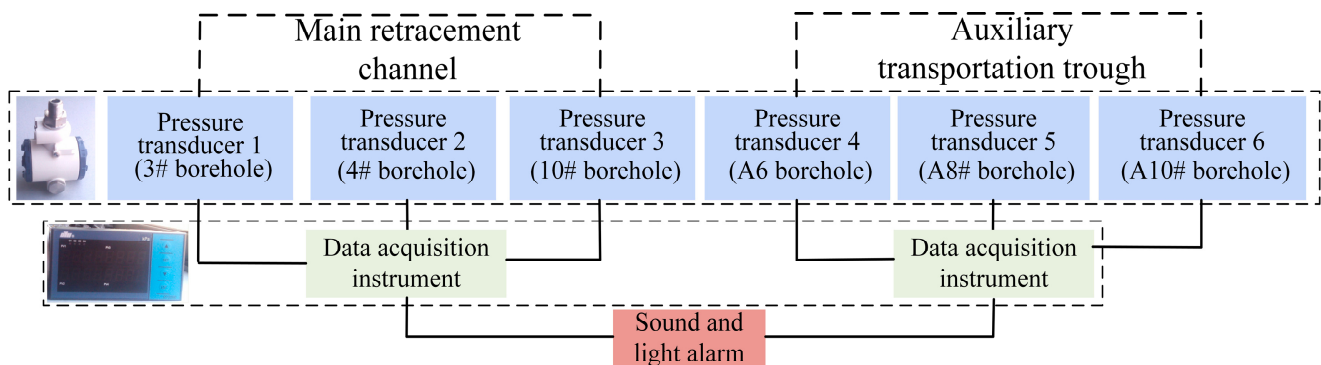 Main retracement
channel
Auxiliary
transportation trough
Pressure
transducer 1
(3# borehole)
Pressure
transducer 2
(4# borcholc)
Pressure
transducer 3
(10# borcholc)
Pressure
transducer 4
(A6 borcholc)
Pressure
transducer 5
(A8# borcholc)
Pressure
transducer 6
(A10# borcholc)
Data acquisition
instrument
Data acquisition
instrument
Sound and
light alarm